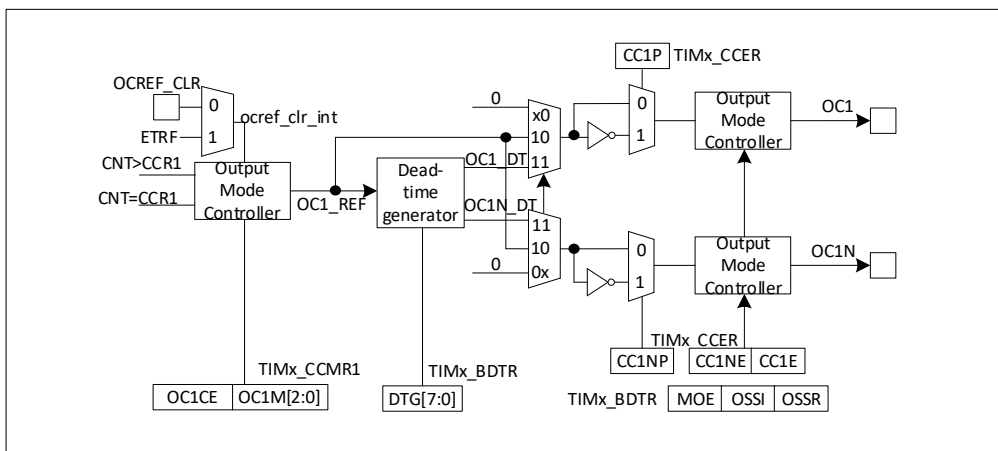 CC1P
TIMx_CCER
OCREF_CLR
0
1
ETRF
ocref_clr_int
CNT>CCR1
CNT=CCR1
Output
Mode
Controller
OC1_REF
Dead-
time
generator
OC1_DT
OC1N_DT
0
x0
10
11
11
10
0x
0
0
1
Output
Mode
Controller
OC1
0
1
Output
Mode
Controller
OC1N
TIMx_CCER
CC1NP
CC1NE
CC1E
TIMx_CCMR1
OC1CE
OC1M[2:0]
TIMx_BDTR
DTG[7:0]
TIMx_BDTR
MOE
OSSI
OSSR